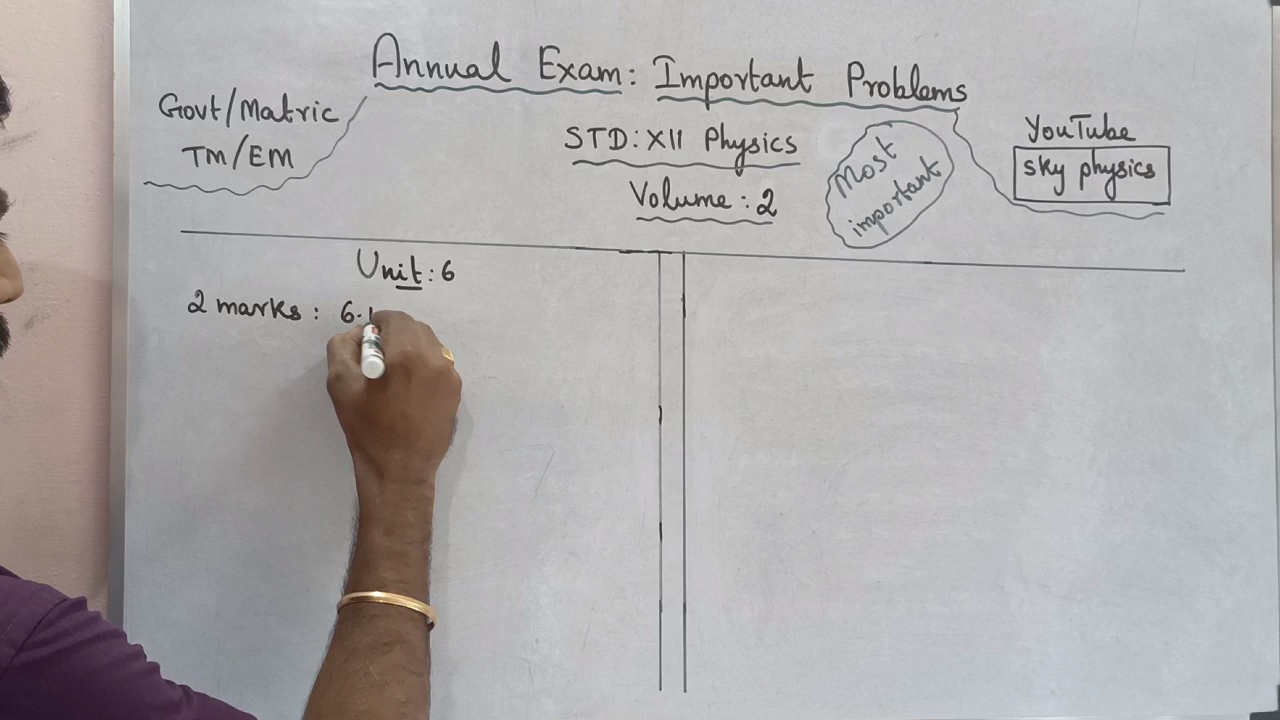 Annual Exam: Important Problems
Govt/Matric
TM/EM
STD: XII Physics
Volume: 2
Most
important
YouTube
sky physics
Unit: 6
2 marks: 6.1